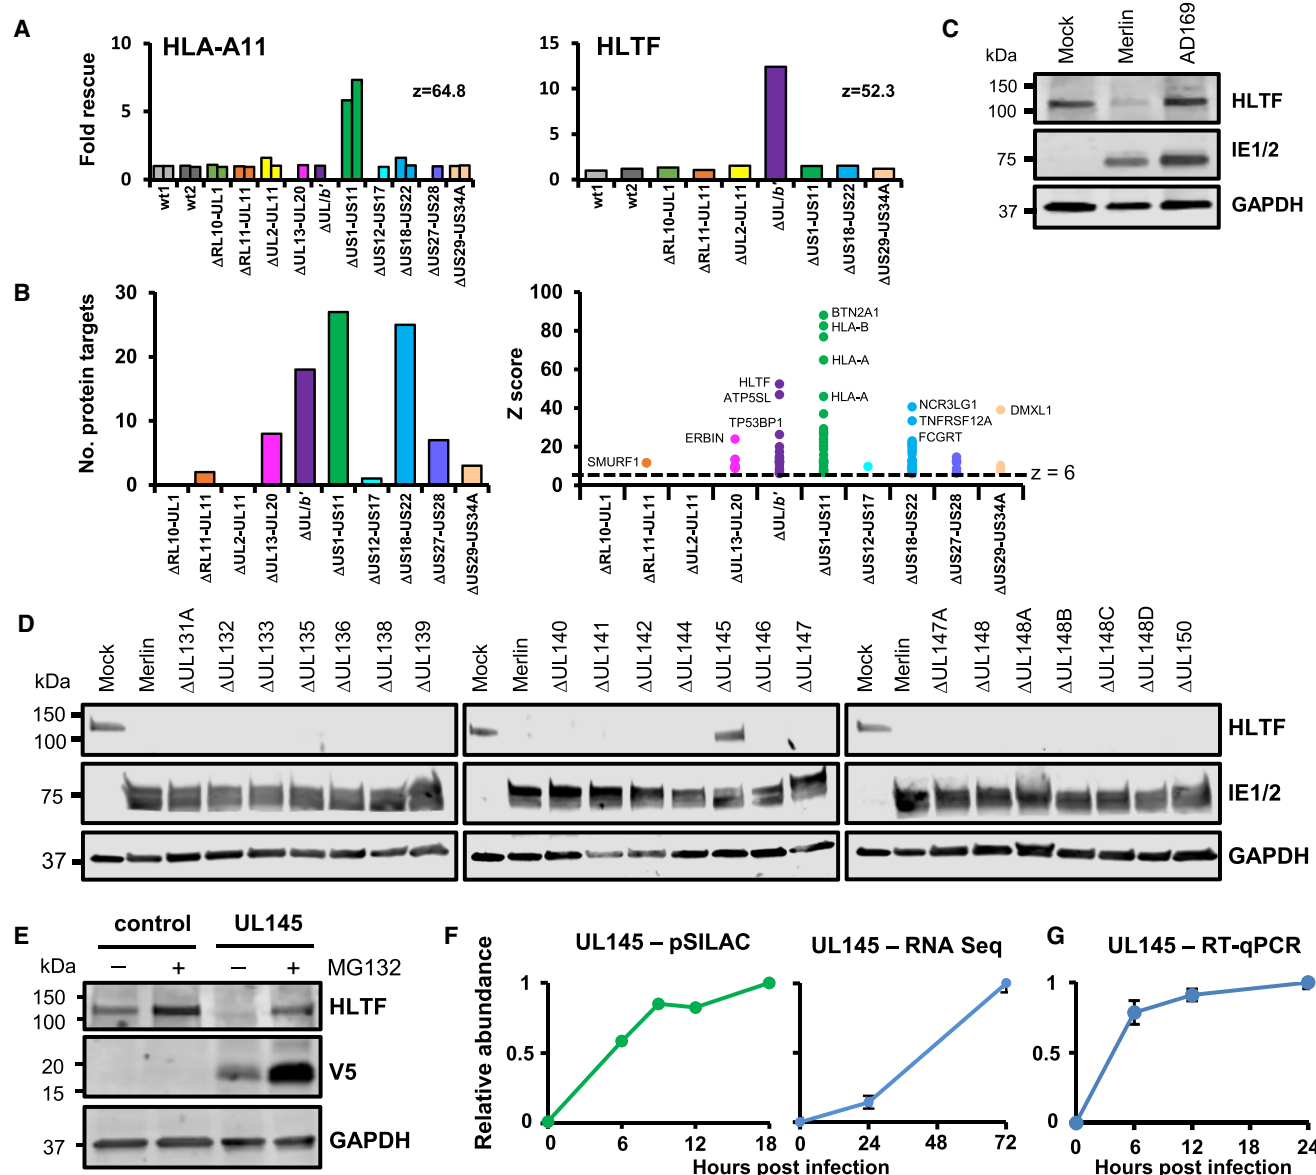 A
HLA-A11
Fold rescue
10
5
0
z=64.8
wt1
wt2
ΔRL10-UL1
ΔRL11-UL11
ΔUL2-UL11
ΔUL13-UL20
ΔUL/b'
ΔUS1-US11
ΔUS12-US17
ΔUS18-US22
ΔUS27-US28
ΔUS29-US34A
HLTF
15
10
5
0
z=52.3
wt1
wt2
ΔRL10-UL1
ΔRL11-UL11
ΔUL2-UL11
ΔUL/b'
ΔUS1-US11
ΔUS18-US22
ΔUS29-US34A
B
No. protein targets
30
20
10
0
ΔRL10-UL1
ΔRL11-UL11
ΔUL2-UL11
ΔUL13-UL20
ΔUL/b'
ΔUS1-US11
ΔUS12-US17
ΔUS18-US22
ΔUS27-US28
ΔUS29-US34A
Z score
100
80
60
40
20
0
SMURF1
ERBIN
HLTF
ATP5SL
TP53BP1
BTN2A1
HLA-B
HLA-A
HLA-A
NCR3LG1
TNFRSF12A
FCGRT
DMXL1
z = 6
ΔRL10-UL1
ΔRL11-UL11
ΔUL2-UL11
ΔUL13-UL20
ΔUL/b'
ΔUS1-US11
ΔUS12-US17
ΔUS18-US22
ΔUS27-US28
ΔUS29-US34A
C
kDa
Mock
Merlin
AD169
150
100
HLTF
75
IE1/2
37
GAPDH
D
kDa
Mock
Merlin
ΔUL131A
ΔUL132
ΔUL133
ΔUL135
ΔUL136
ΔUL138
ΔUL139
Mock
Merlin
ΔUL140
ΔUL141
ΔUL142
ΔUL144
ΔUL145
ΔUL146
ΔUL147
Mock
Merlin
ΔUL147A
ΔUL148
ΔUL148A
ΔUL148B
ΔUL148C
ΔUL148D
ΔUL150
150
100
HLTF
75
IE1/2
37
GAPDH
E
control
UL145
kDa
– + – + MG132
150
100
HLTF
20
15
V5
37
GAPDH
F
UL145 – pSILAC
Relative abundance
1
0.5
0
0 6 12 18
UL145 – RNA Seq
1
0.5
0
0 24 48 72
Hours post infection
G
UL145 – RT-qPCR
1
0.5
0
0 6 12 24
Hours post infection